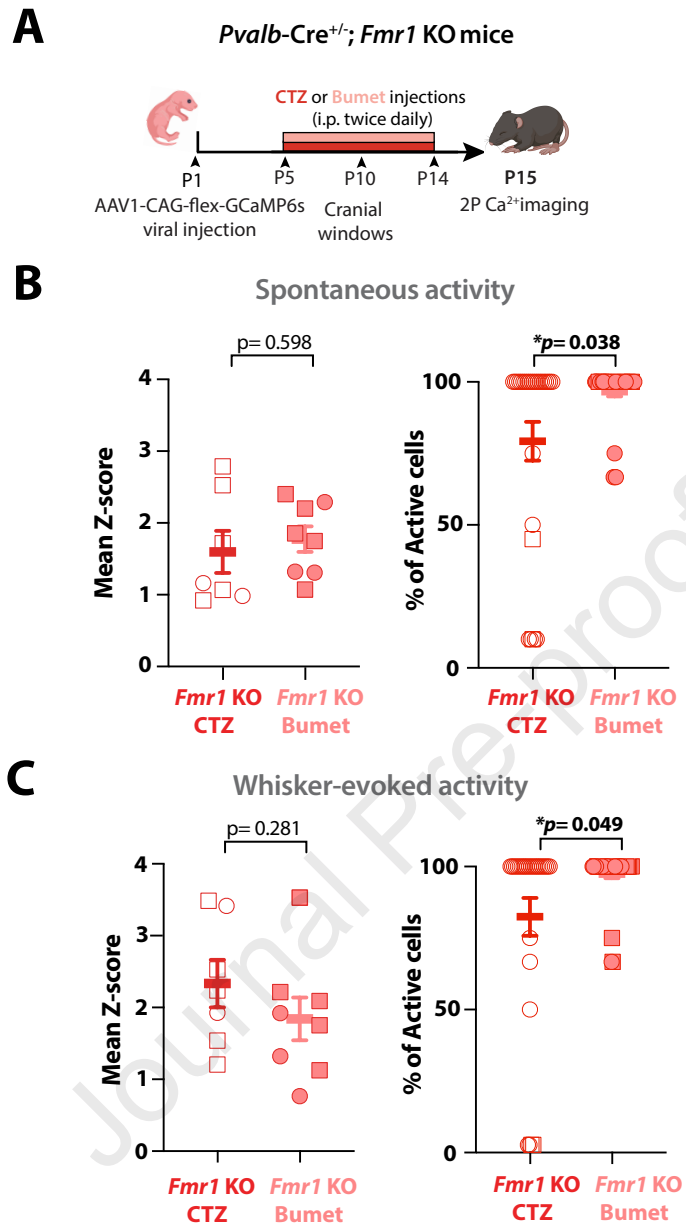 A
Pvalb-Cre+/-; Fmr1 KO mice
CTZ or Bumet injections
(i.p. twice daily)
P1
P5
P10
P14
P15
AAV1-CAG-flex-GCaMP6s
viral injection
Cranial
windows
2P Ca2+imaging
B
Spontaneous activity
p= 0.598
Mean Z-score
4
3
2
1
0
Fmr1 KO
CTZ
Fmr1 KO
Bumet
*p= 0.038
% of Active cells
100
50
0
Fmr1 KO
CTZ
Fmr1 KO
Bumet
C
Whisker-evoked activity
p= 0.281
Mean Z-score
4
3
2
1
0
Fmr1 KO
CTZ
Fmr1 KO
Bumet
*p= 0.049
% of Active cells
100
50
0
Fmr1 KO
CTZ
Fmr1 KO
Bumet
Journal Pre-proof